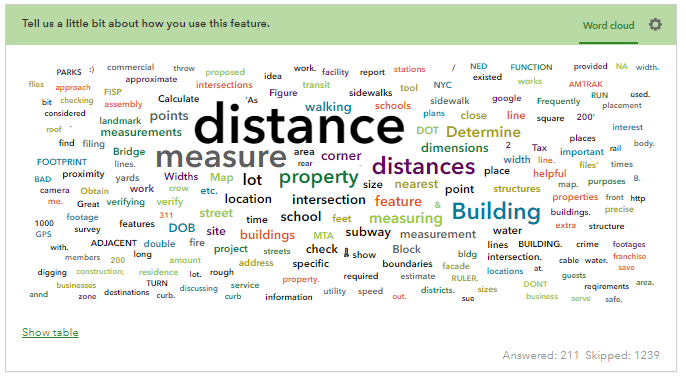 Tell us a little bit about how you use this feature.
Word cloud
PARKS :) commercial throw proposed work. facility report stations / NED FUNCTION provided NA width.
flies approach approximate intersections idea transit tool NYC existed works AMTRAK
bit checking FISP Calculate 'As Figure sidewalks google Frequently RUN used.
considered landmark assembly points distance walking schools sidewalk plans close line square 200' placement
roof ` measurements DOT Determine interest
find filing Bridge measure area corner dimensions 2 Tax places important rail body.
FOOTPRINT lines. rear distances width line. helpful files' times
BAD proximity yards Widths Map lot property size nearest place map. purposes B.
camera Obtain work crow etc. location intersection feature point structures properties front http
me. Great verifying verify & Building buildings. precise
1000 footage 311 street time school feet measuring extra structure
GPS survey features DOB site MTA subway measurement water
with. ADJACENT double fire buildings check & show Block bldg lines BUILDING. crime footages
members 200 long project streets specific boundaries facade intersection. cable water. franchise
digging construction; amount address required estimate RULER. locations at. guests save
businesses residence lot. rough property. sizes DONT reqirements area.
annd zone destinations TURN curb. discussing service curb information utility speed out. districts. sue business serve safe.
Show table
Answered: 211 Skipped: 1239